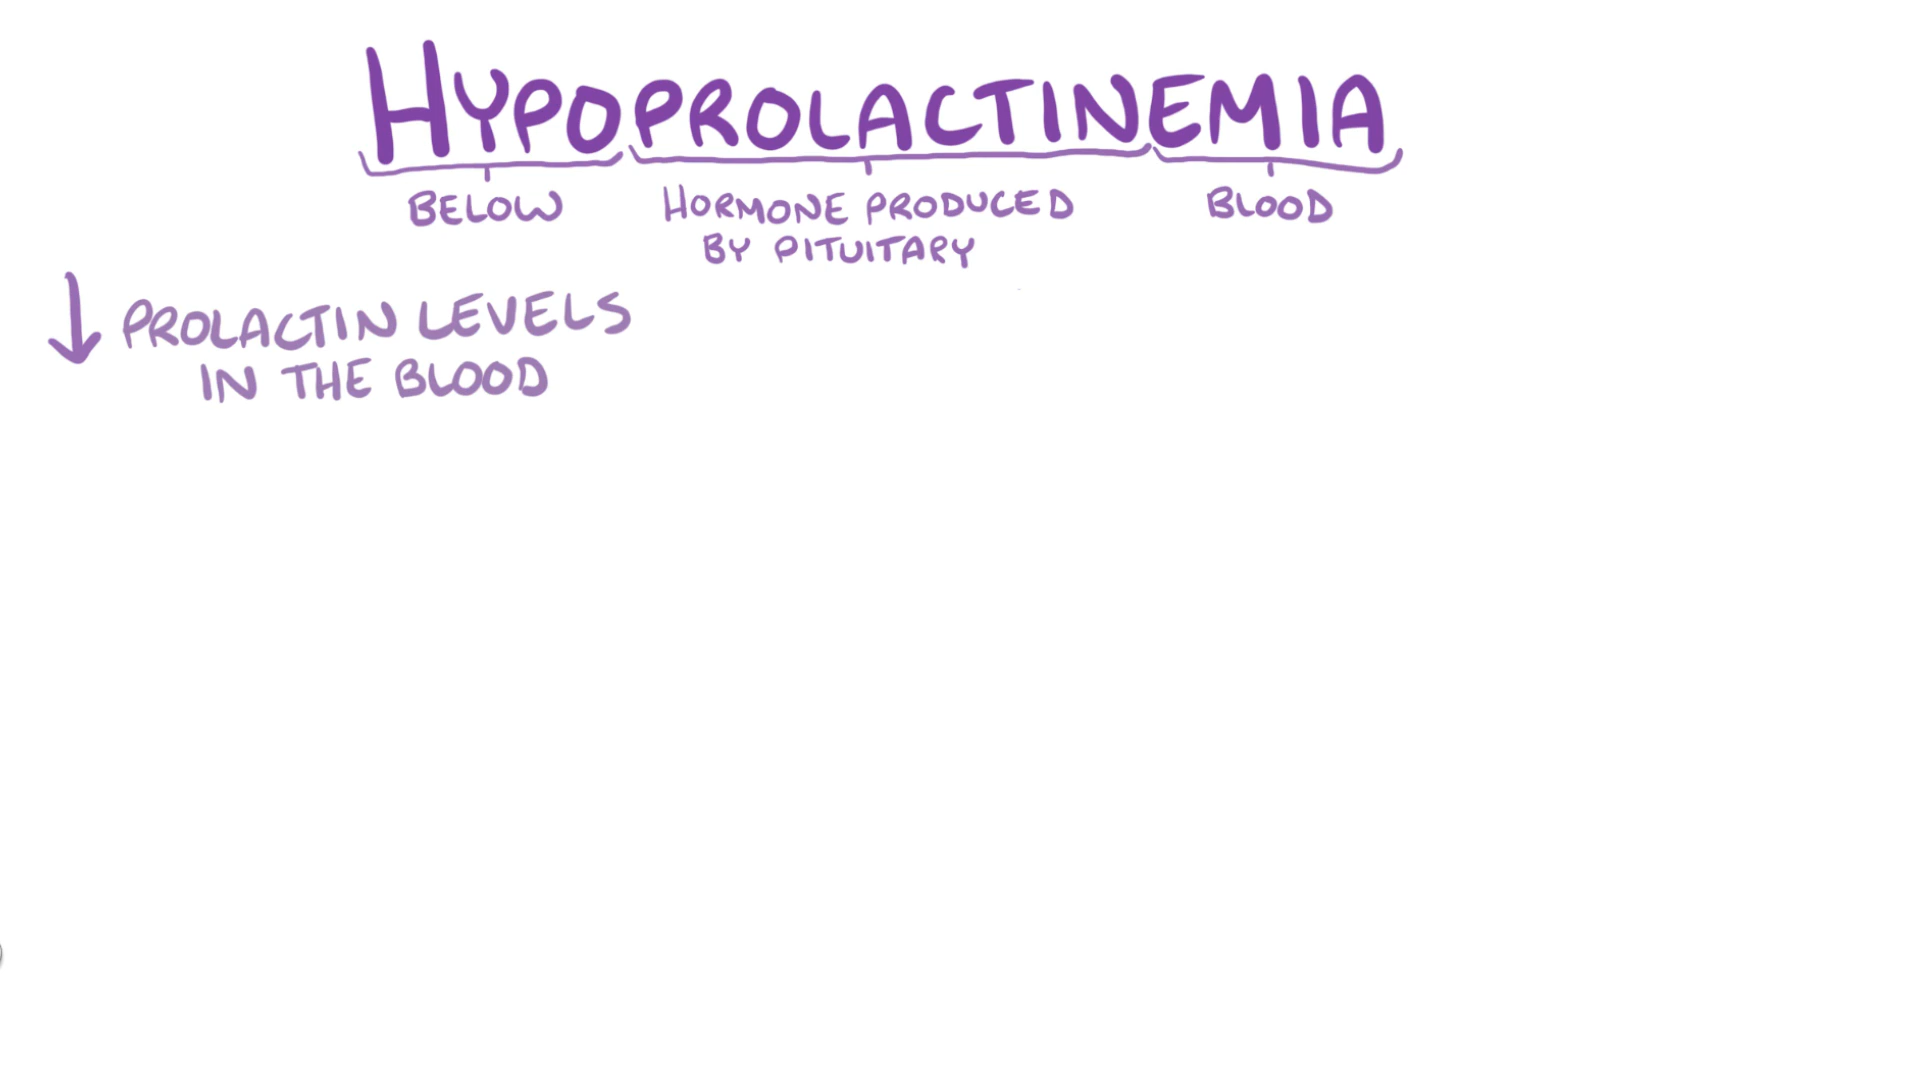 HYPOPROLACTINEMIA
BELOW
HORMONE PRODUCED
BY PITUITARY
BLOOD
↓ PROLACTIN LEVELS
IN THE BLOOD